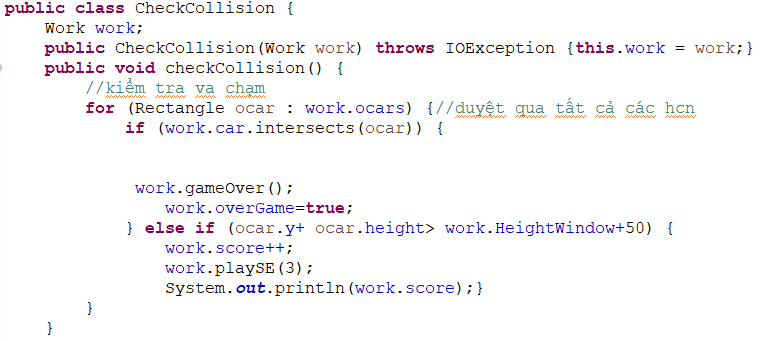 public class CheckCollision {
    Work work;
    public CheckCollision(Work work) throws IOException {this.work = work;}
    public void checkCollision() {
        //kiểm tra va chạm
        for (Rectangle ocar : work.ocars) {//duyệt qua tất cả các hcn
            if (work.car.intersects(ocar)) {
             work.gameOver();
                work.overGame=true;
            } else if (ocar.y+ ocar.height> work.HeightWindow+50) {
                work.score++;
                work.playSE(3);
                System.out.println(work.score);}
        }
    }